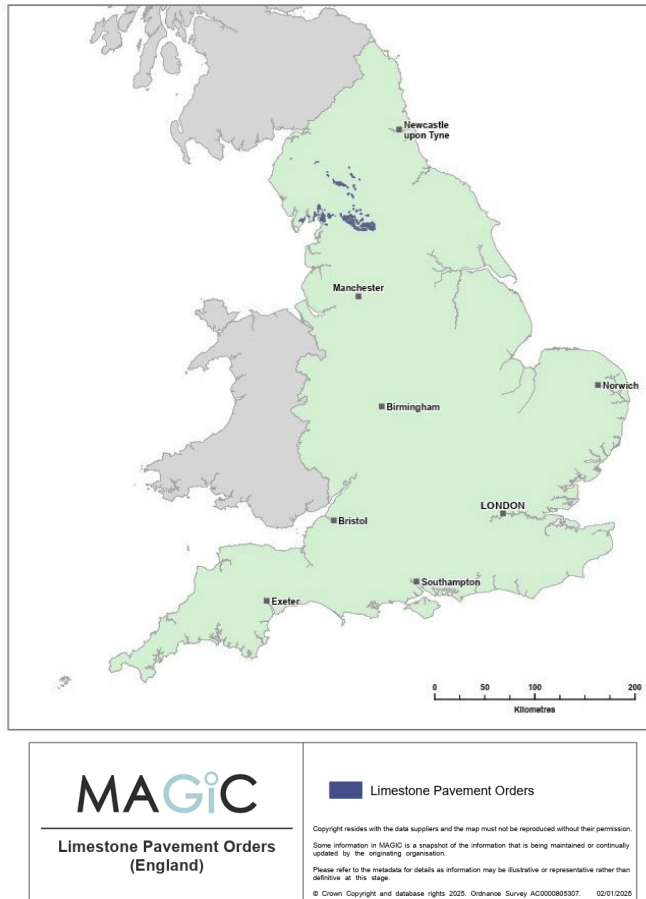 Newcastle
upon Tyne
Manchester
Norwich
Birmingham
LONDON
Bristol
Southampton
Exeter
0 50 100 200
Kilometres
MAGiC
Limestone Pavement Orders
(England)
Limestone Pavement Orders
Copyright resides with the data suppliers and the map must not be reproduced without their permission.
Some information in MAGIC is a snapshot of the information that is being maintained or continually
updated by the originating organisation.
Please refer to the metadata for details as information may be illustrative or representative rather than
definitive at this stage.
© Crown Copyright and database rights 2025. Ordnance Survey AC0000805307. 02/01/2025